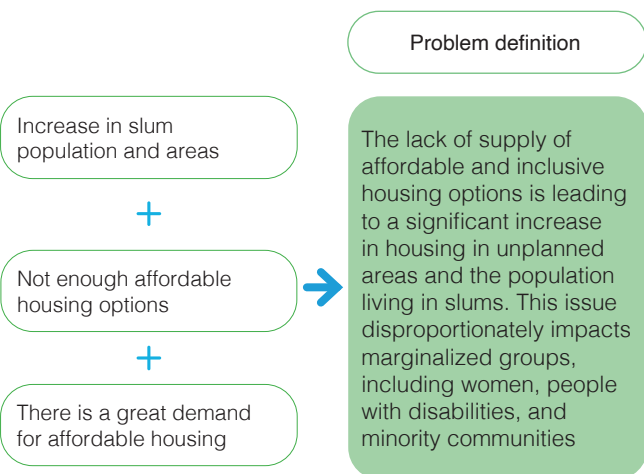 Problem definition
Increase in slum
population and areas
+
Not enough affordable
housing options
+
There is a great demand
for affordable housing
The lack of supply of
affordable and inclusive
housing options is leading
to a significant increase
in housing in unplanned
areas and the population
living in slums. This issue
disproportionately impacts
marginalized groups,
including women, people
with disabilities, and
minority communities